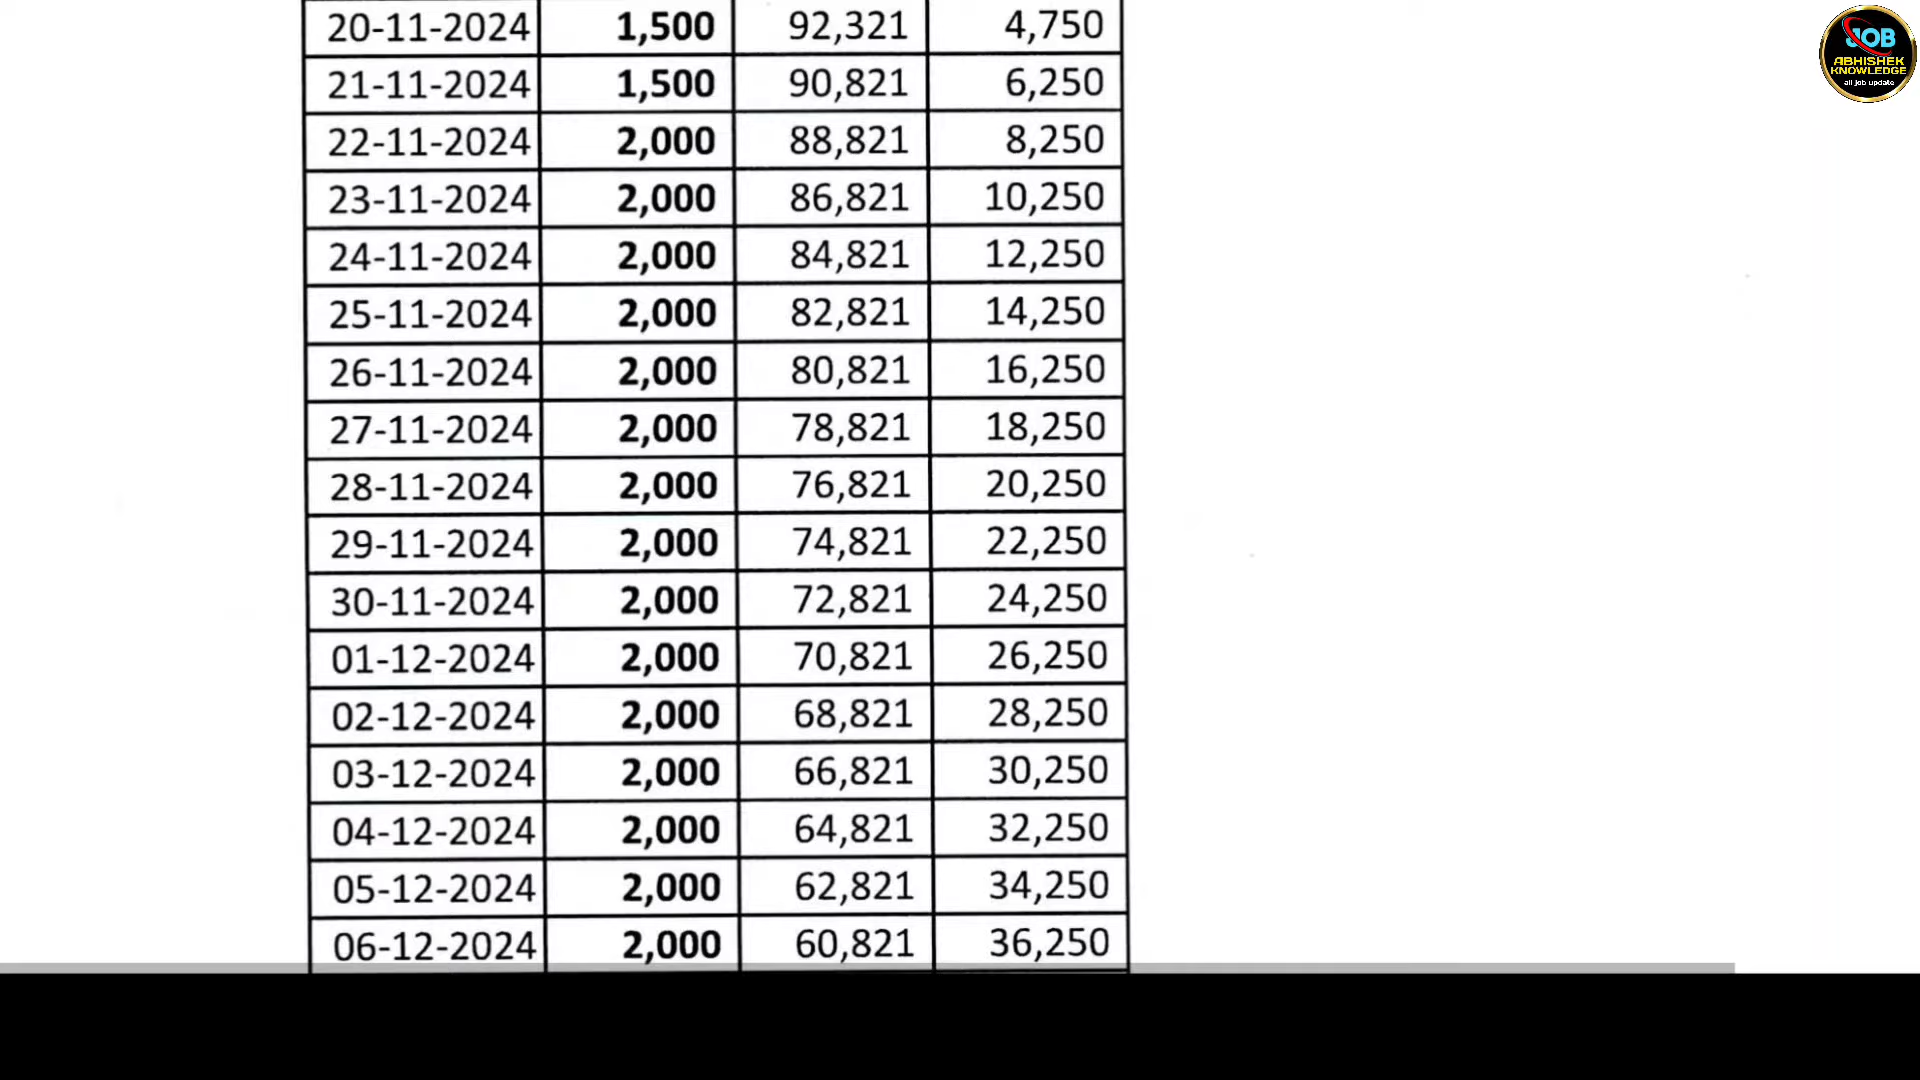 20-11-2024 1,500 92,321 4,750
21-11-2024 1,500 90,821 6,250
22-11-2024 2,000 88,821 8,250
23-11-2024 2,000 86,821 10,250
24-11-2024 2,000 84,821 12,250
25-11-2024 2,000 82,821 14,250
26-11-2024 2,000 80,821 16,250
27-11-2024 2,000 78,821 18,250
28-11-2024 2,000 76,821 20,250
29-11-2024 2,000 74,821 22,250
30-11-2024 2,000 72,821 24,250
01-12-2024 2,000 70,821 26,250
02-12-2024 2,000 68,821 28,250
03-12-2024 2,000 66,821 30,250
04-12-2024 2,000 64,821 32,250
05-12-2024 2,000 62,821 34,250
06-12-2024 2,000 60,821 36,250
JOB
ABHISHEK
KNOWLEDGE
all job update